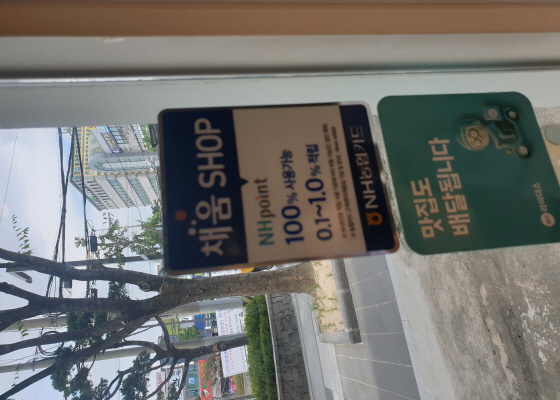 채움 SHOP
NHpoint
100% 사용가능
0.1~1.0% 적립
NH농협카드
맛집도
배달됩니다